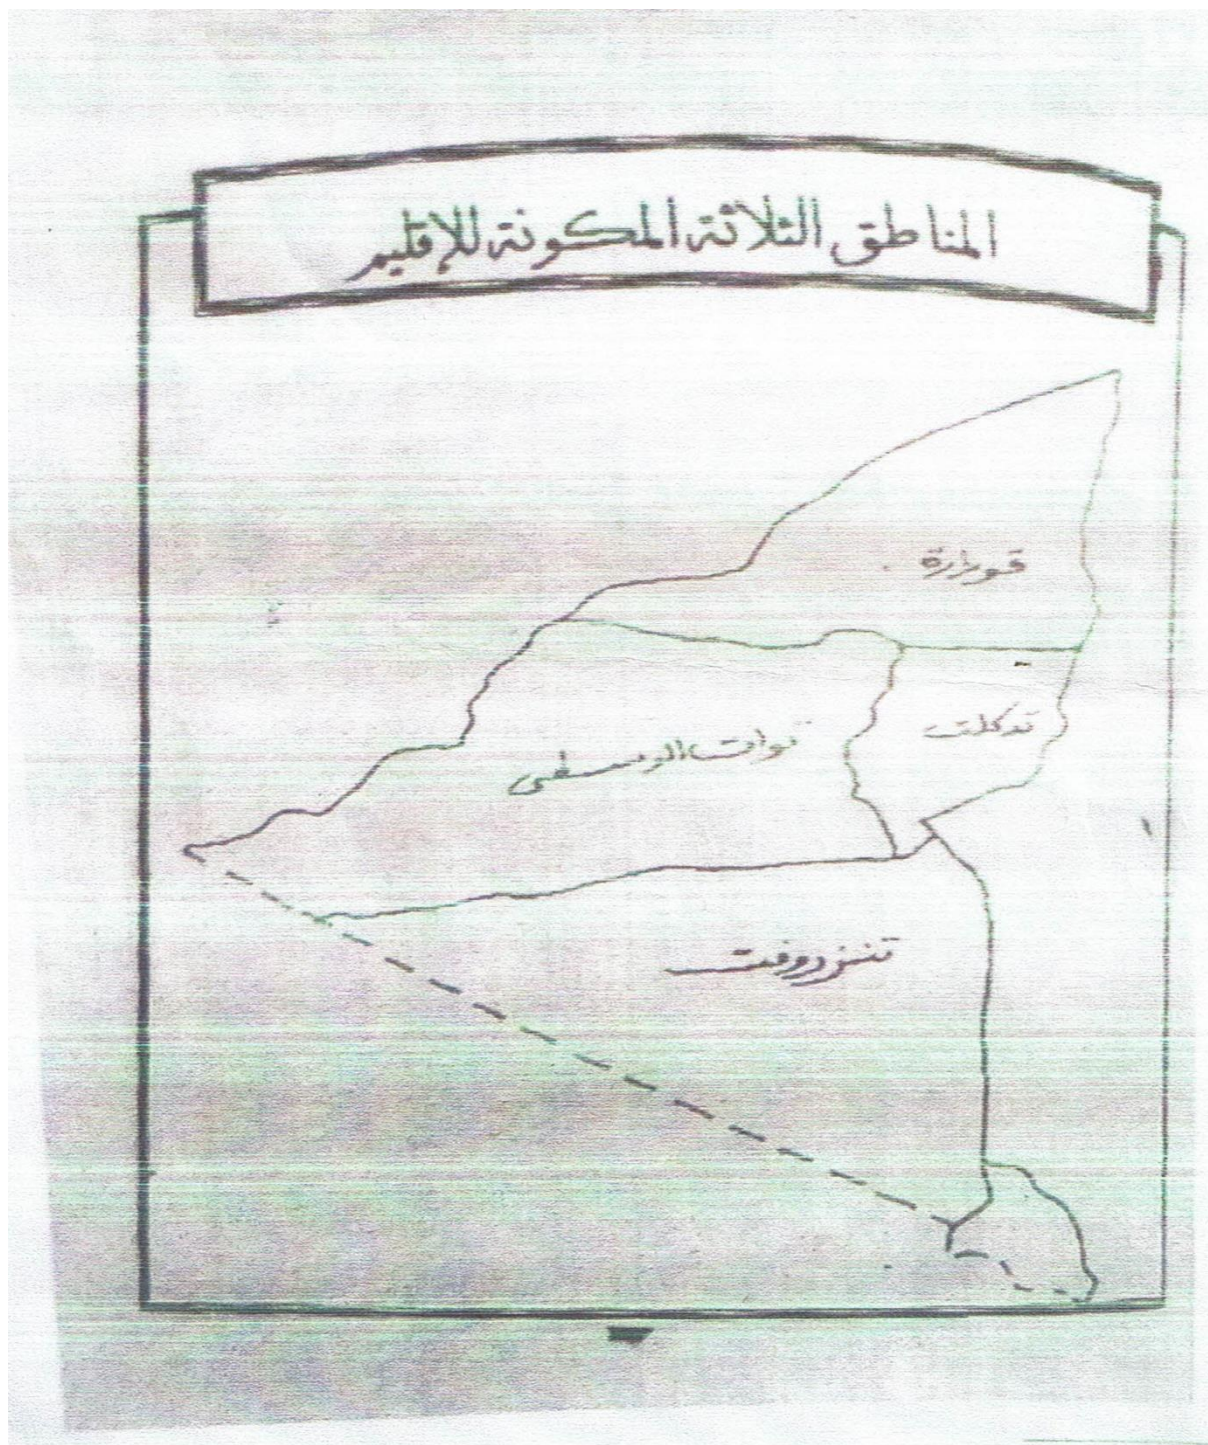 المناطق الثلاثة المكونة للإقليم
قورارة
تدكلت
توات الوسطى
تنزروفت